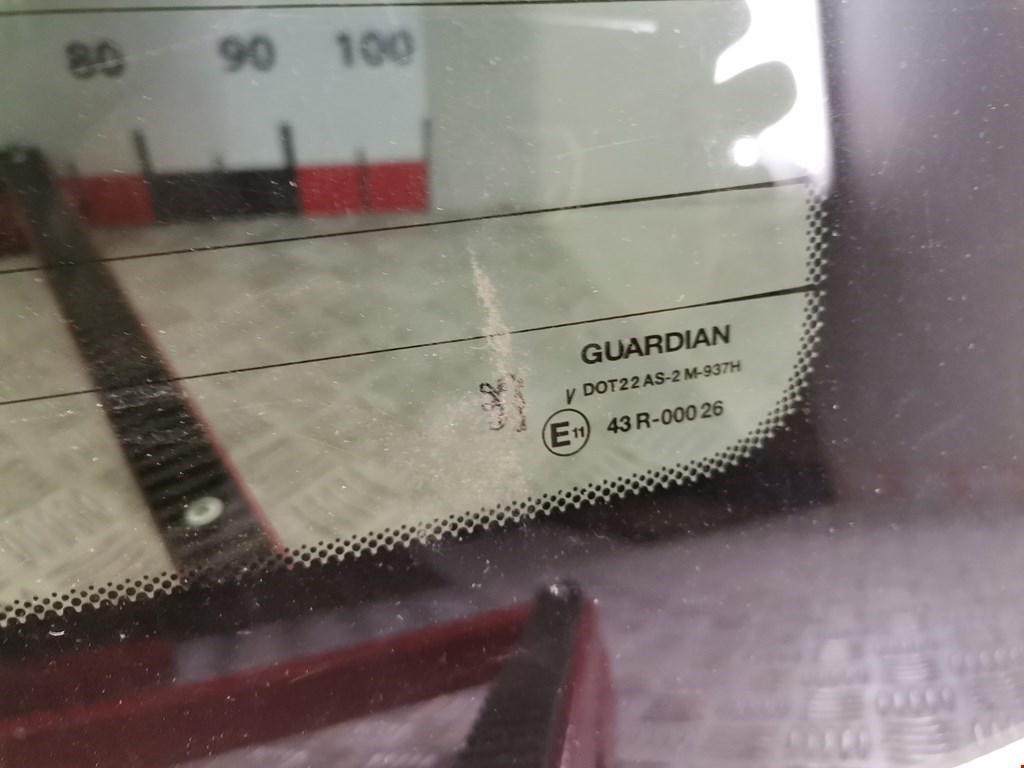 80 90 100
GUARDIAN
V DOT22 AS-2 M-937H
E11 43 R-000 26